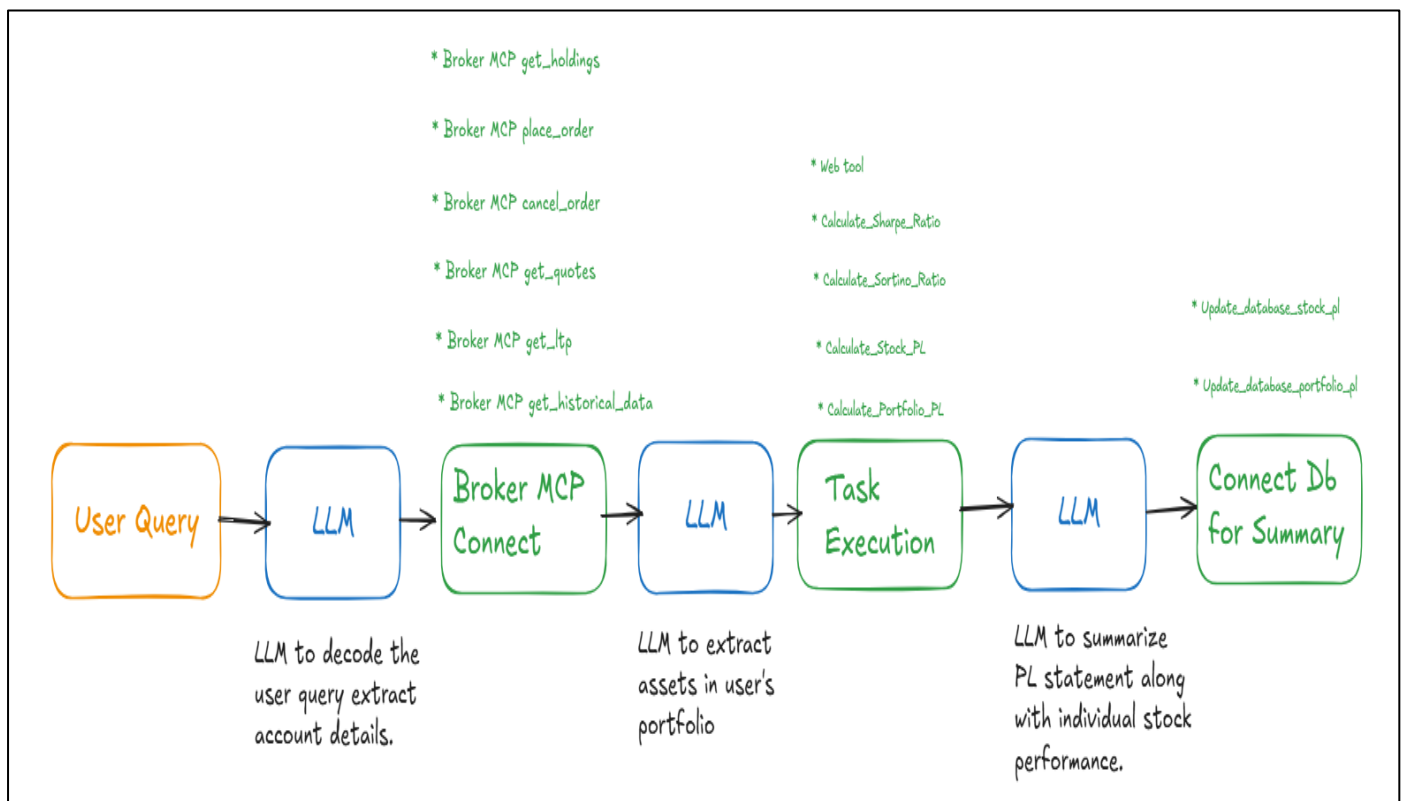 * Broker MCP get_holdings
* Broker MCP place_order
* Broker MCP cancel_order
* Broker MCP get_quotes
* Broker MCP get_ltp
* Broker MCP get_historical_data
* Web tool
* Calculate_Sharpe_Ratio
* Calculate_Sortino_Ratio
* Calculate_Stock_PL
* Calculate_Portfolio_PL
* Update_database_stock_pl
* Update_database_portfolio_pl
User Query
LLM
Broker MCP
Connect
LLM
Task
Execution
LLM
Connect Db
for Summary
LLM to decode the
user query extract
account details.
LLM to extract
assets in user's
portfolio
LLM to summarize
PL statement along
with individual stock
performance.